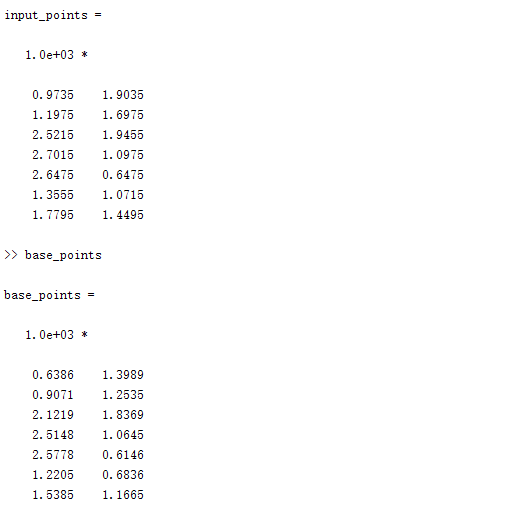 input_points =
1.0e+03 *
0.9735 1.9035
1.1975 1.6975
2.5215 1.9455
2.7015 1.0975
2.6475 0.6475
1.3555 1.0715
1.7795 1.4495
>> base_points
base_points =
1.0e+03 *
0.6386 1.3989
0.9071 1.2535
2.1219 1.8369
2.5148 1.0645
2.5778 0.6146
1.2205 0.6836
1.5385 1.1665